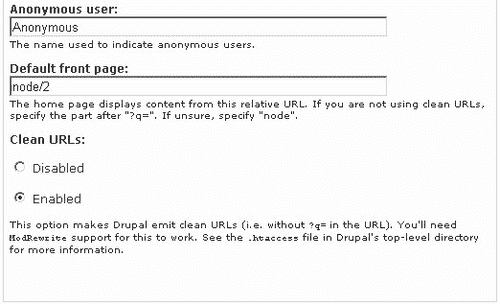 Anonymous user:
Anonymous
The name used to indicate anonymous users.
Default front page:
node/2
The home page displays content from this relative URL. If you are not using clean URLs,
specify the part after "?q=". If unsure, specify "node".
Clean URLs:
Disabled
Enabled
This option makes Drupal emit clean URLs (i.e. without ?q= in the URL). You'll need
ModRewrite support for this to work. See the .htaccess file in Drupal's top-level directory
for more information.